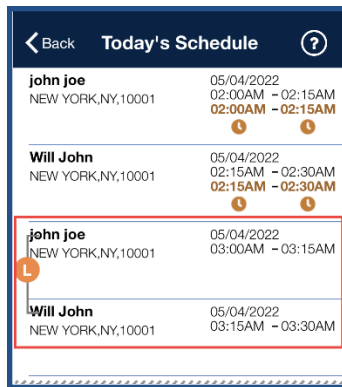 Back Today's Schedule ?
john joe 05/04/2022
NEW YORK,NY,10001 02:00AM - 02:15AM
02:00AM - 02:15AM
Will John 05/04/2022
NEW YORK,NY,10001 02:15AM - 02:30AM
02:15AM - 02:30AM
john joe 05/04/2022
NEW YORK,NY,10001 03:00AM - 03:15AM
L
Will John 05/04/2022
NEW YORK,NY,10001 03:15AM - 03:30AM